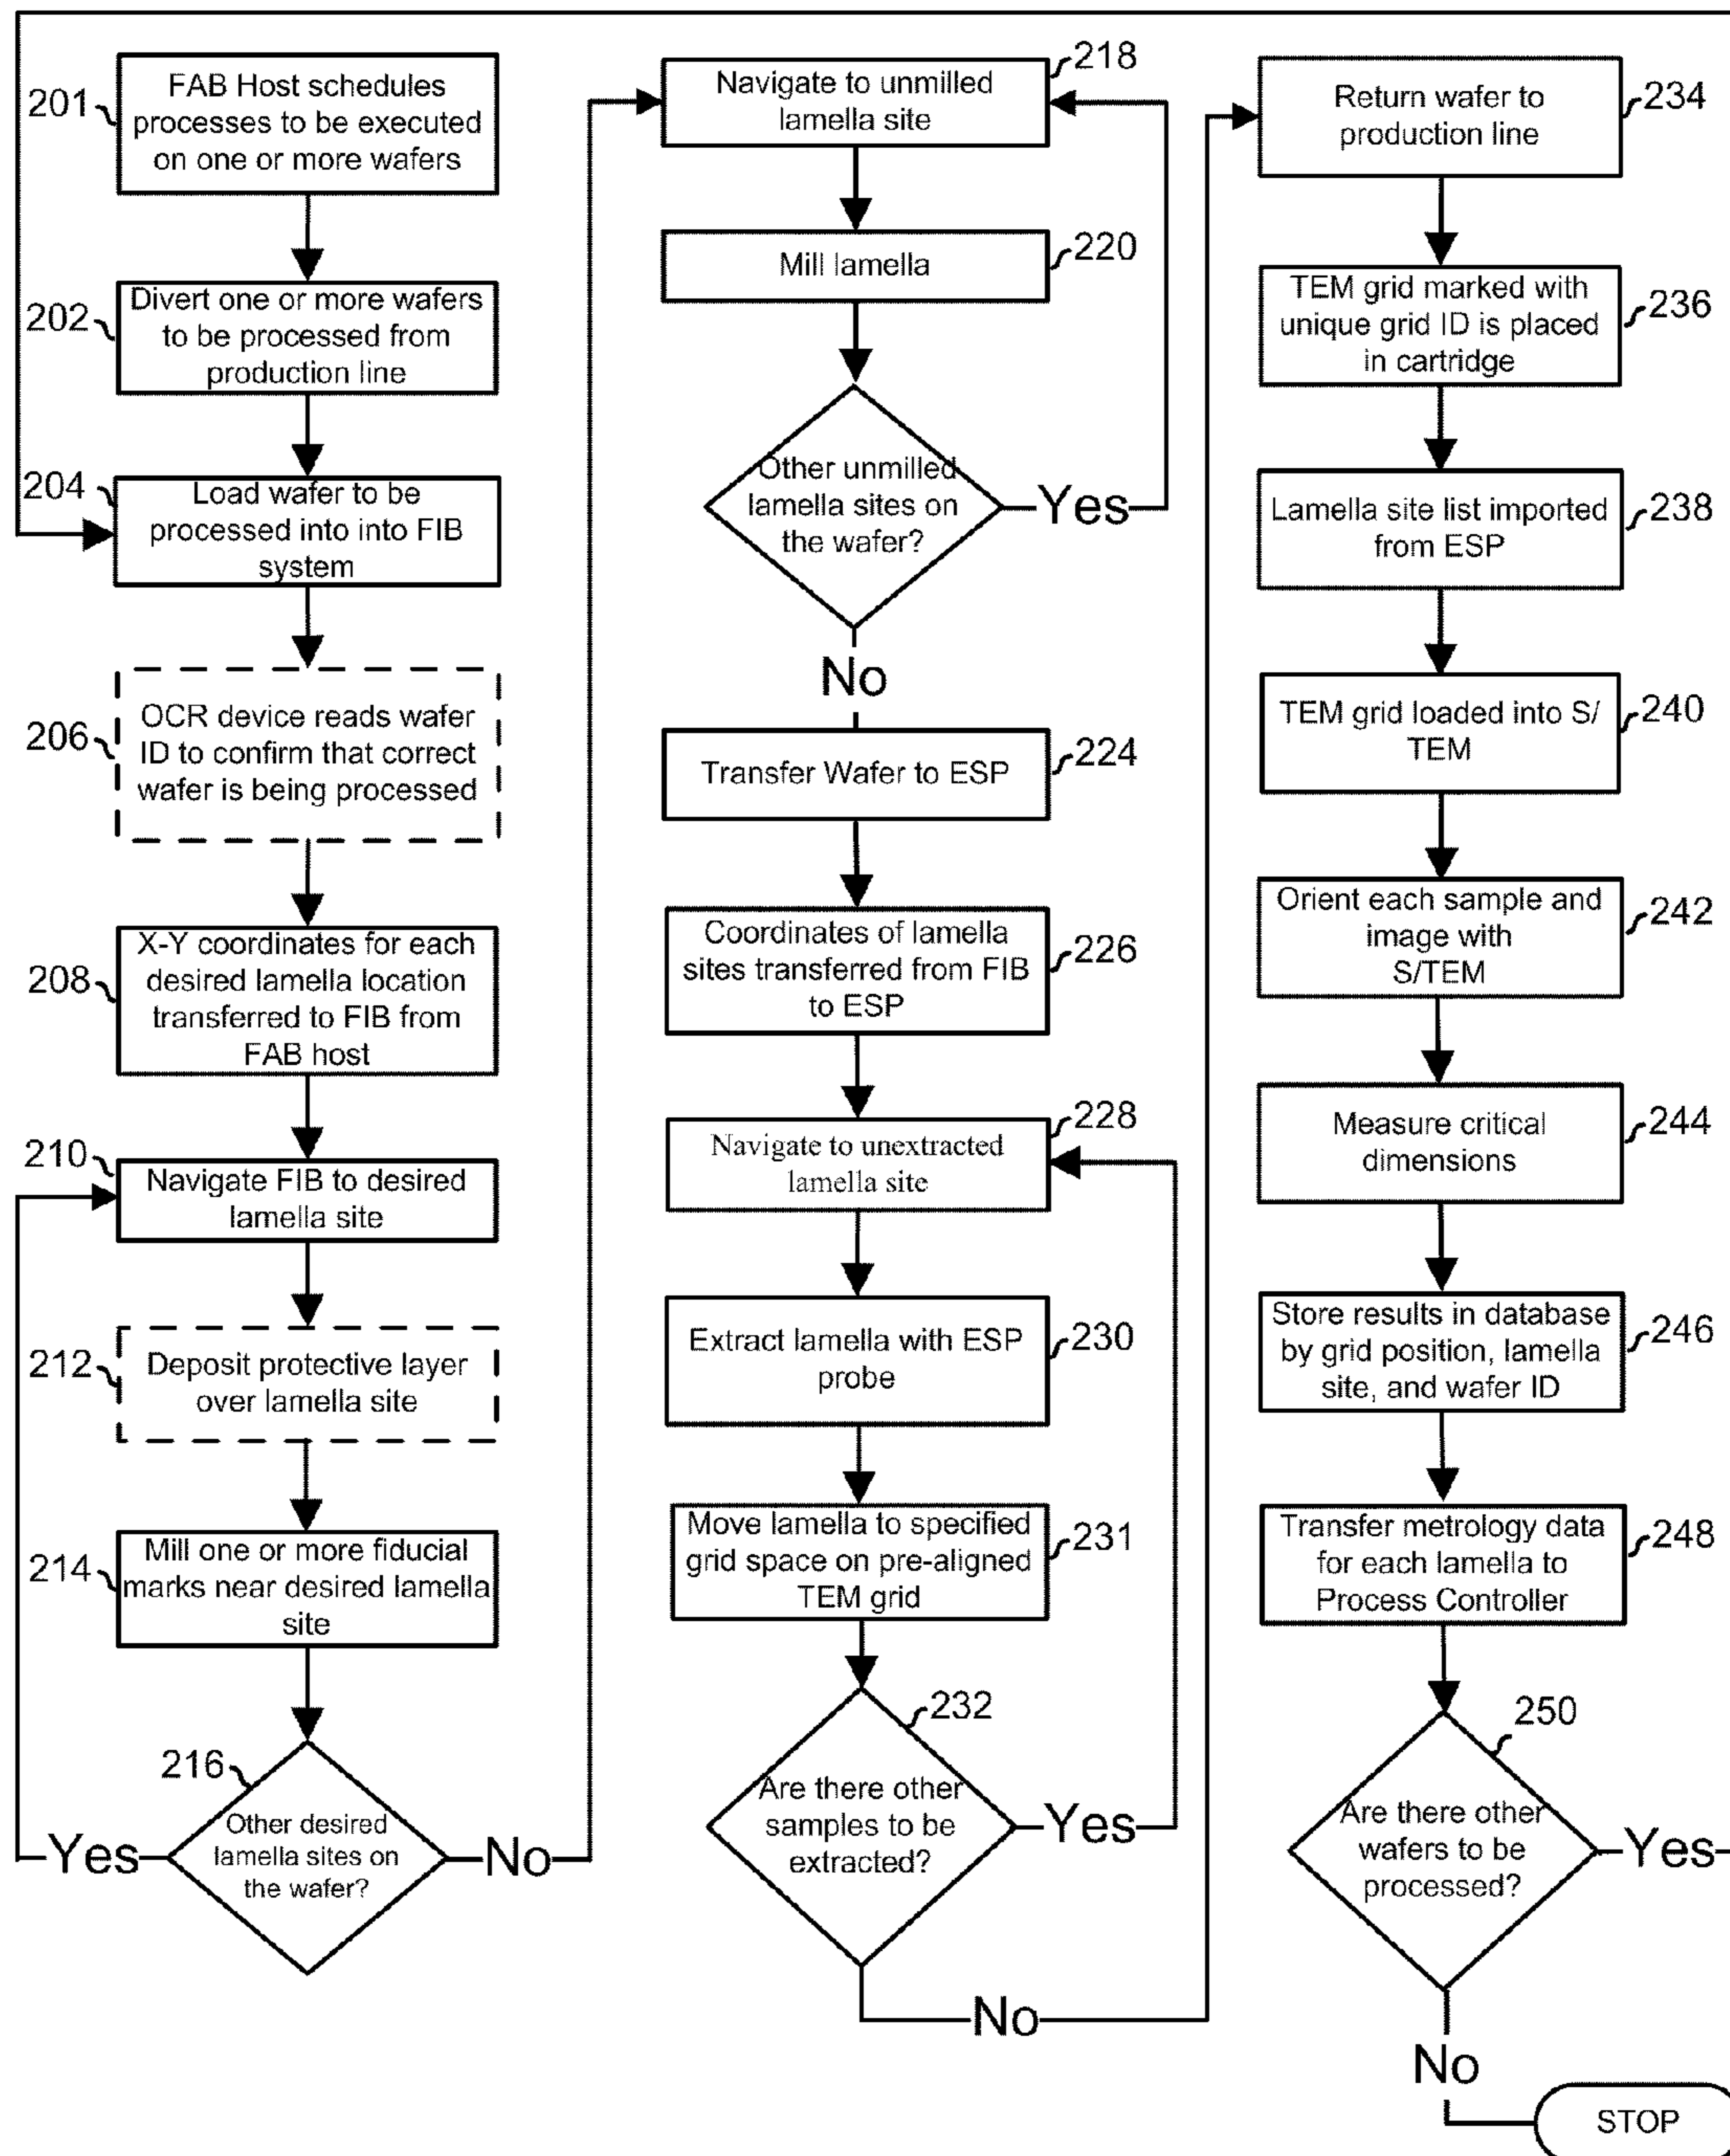 201
FAB Host schedules
processes to be executed
on one or more wafers
202
Divert one or more wafers
to be processed from
production line
204
Load wafer to be
processed into into FIB
system
206
OCR device reads wafer
ID to confirm that correct
wafer is being processed
208
X-Y coordinates for each
desired lamella location
transferred to FIB from
FAB host
210
Navigate FIB to desired
lamella site
212
Deposit protective layer
over lamella site
214
Mill one or more fiducial
marks near desired lamella
site
216
Other desired
lamella sites on
the wafer?
Yes
No
218
Navigate to unmilled
lamella site
220
Mill lamella
Other unmilled
lamella sites on
the wafer?
Yes
No
224
Transfer Wafer to ESP
226
Coordinates of lamella
sites transferred from FIB
to ESP
228
Navigate to unextracted
lamella site
230
Extract lamella with ESP
probe
231
Move lamella to specified
grid space on pre-aligned
TEM grid
232
Are there other
samples to be
extracted?
Yes
No
234
Return wafer to
production line
236
TEM grid marked with
unique grid ID is placed
in cartridge
238
Lamella site list imported
from ESP
240
TEM grid loaded into S/
TEM
242
Orient each sample and
image with
S/TEM
244
Measure critical
dimensions
246
Store results in database
by grid position, lamella
site, and wafer ID
248
Transfer metrology data
for each lamella to
Process Controller
250
Are there other
wafers to be
processed?
Yes
No
STOP